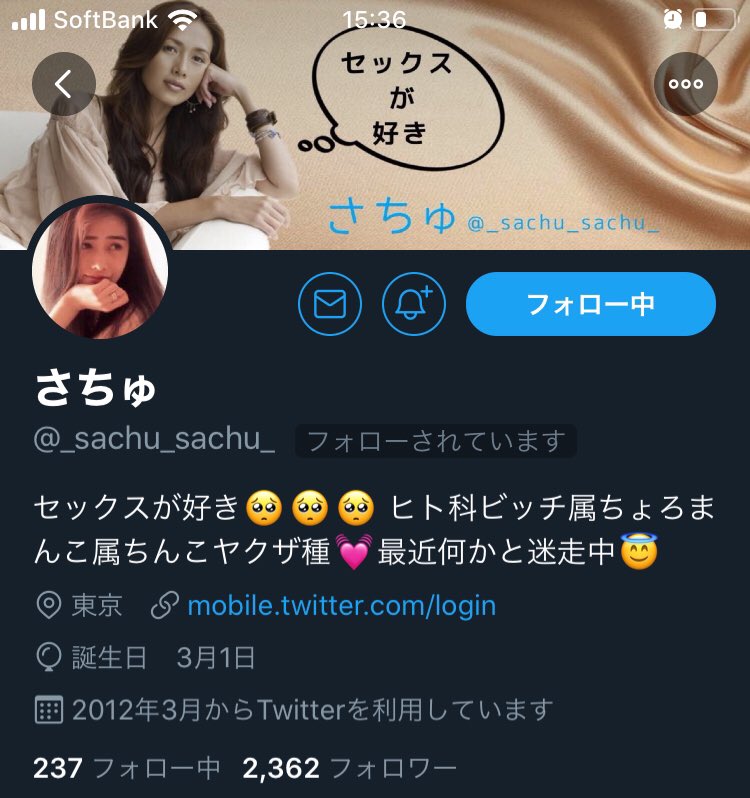 SoftBank 15:36
セックス
が
好き
さちゅ @_sachu_sachu_
フォロー中
さちゅ
@_sachu_sachu_ フォローされています
セックスが好き🥺🥺🥺 ヒト科ビッチ属ちょろま
んこ属ちんこヤクザ種💓最近何かと迷走中😇
東京 mobile.twitter.com/login
誕生日 3月1日
2012年3月からTwitterを利用しています
237 フォロー中 2,362 フォロワー